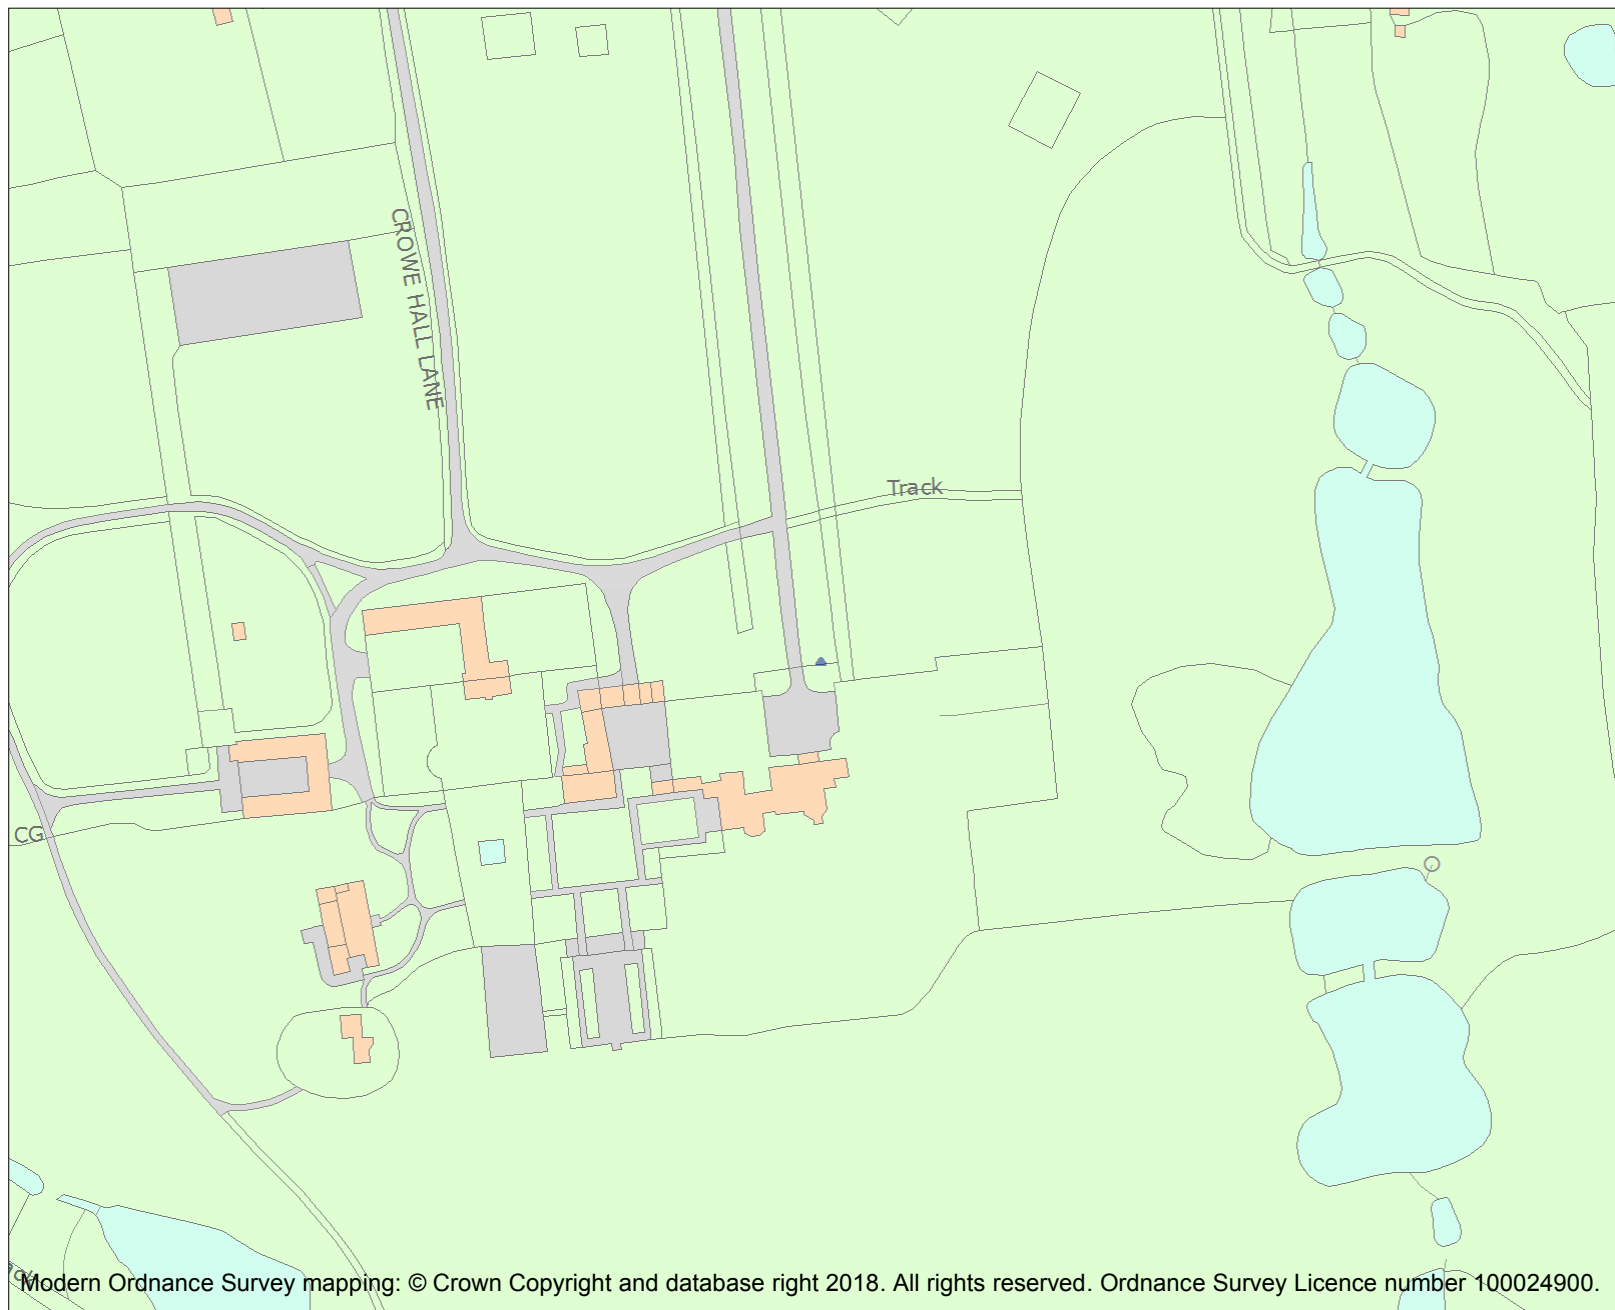 CROWE HALL LANE
Track
CG
Modern Ordnance Survey mapping: © Crown Copyright and database right 2018. All rights reserved. Ordnance Survey Licence number 100024900.